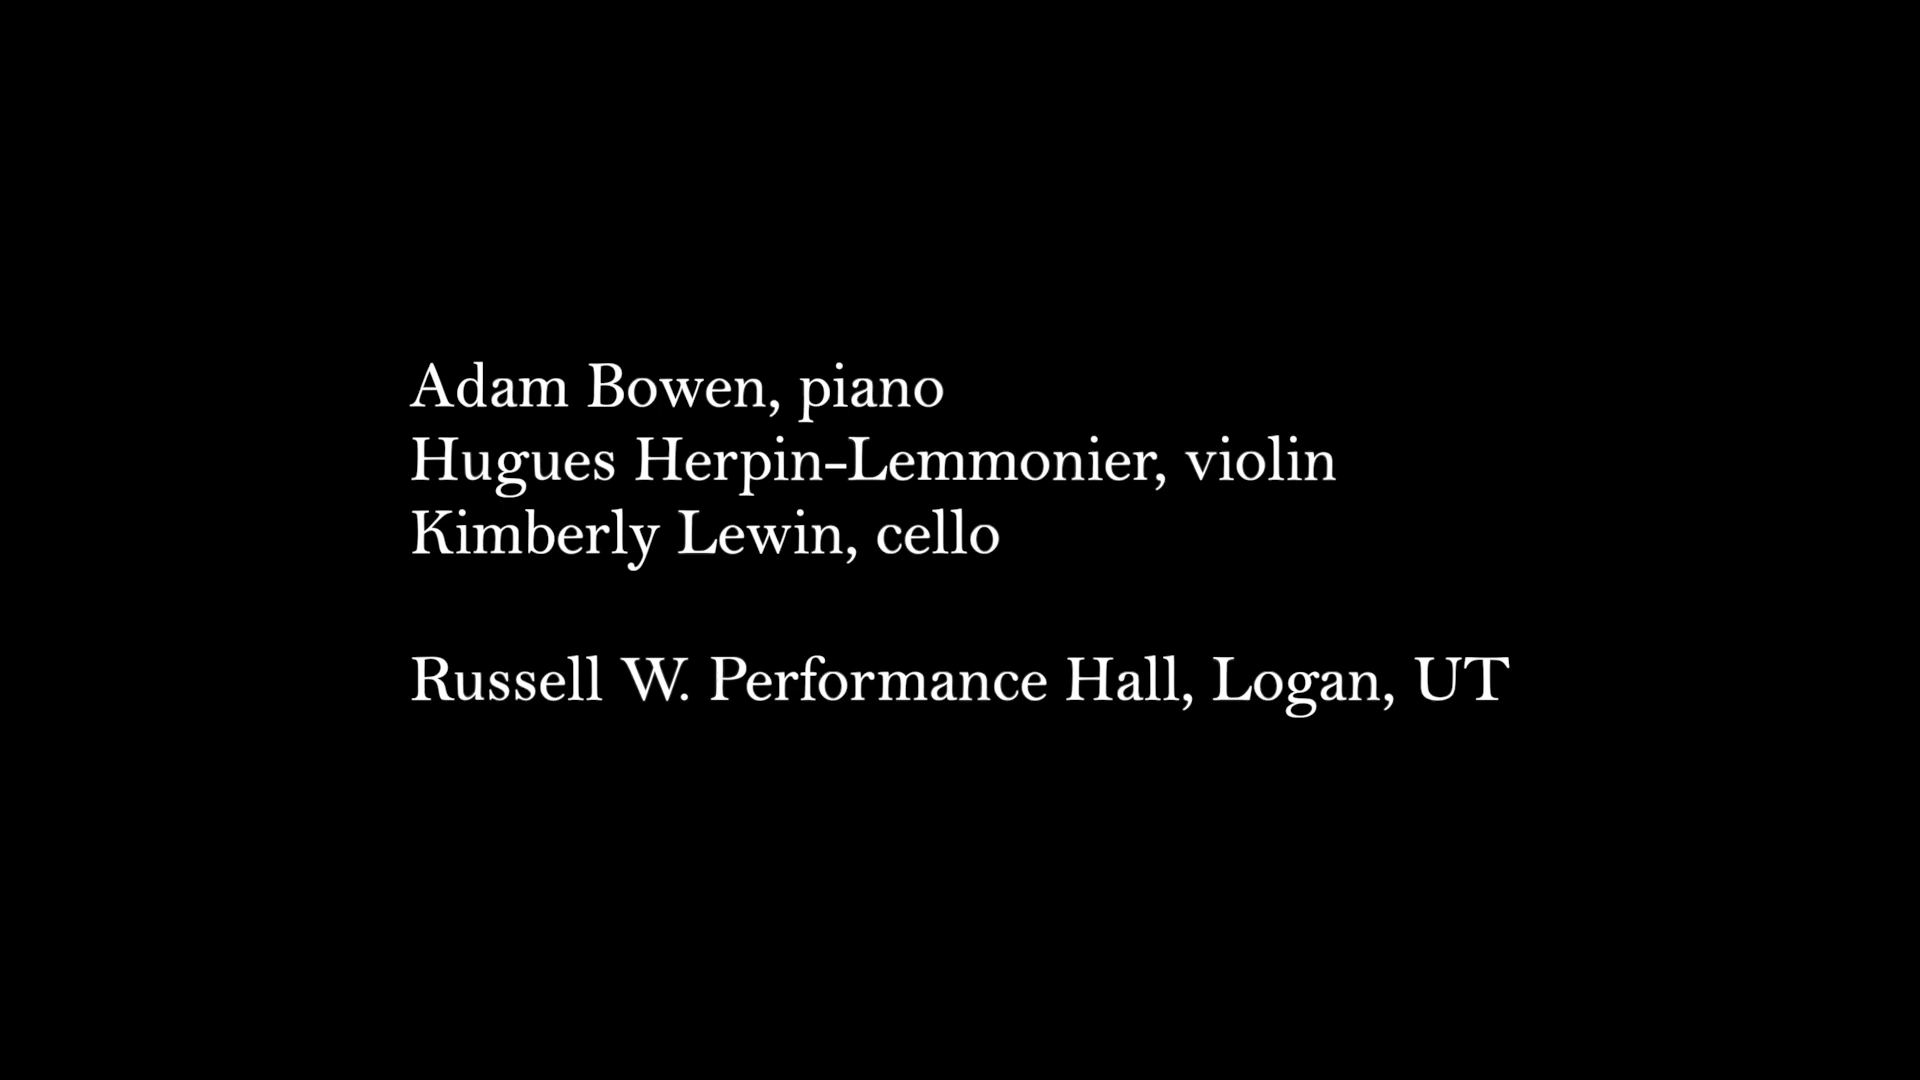 Adam Bowen, piano
Hugues Herpin-Lemmonier, violin
Kimberly Lewin, cello
Russell W. Performance Hall, Logan, UT